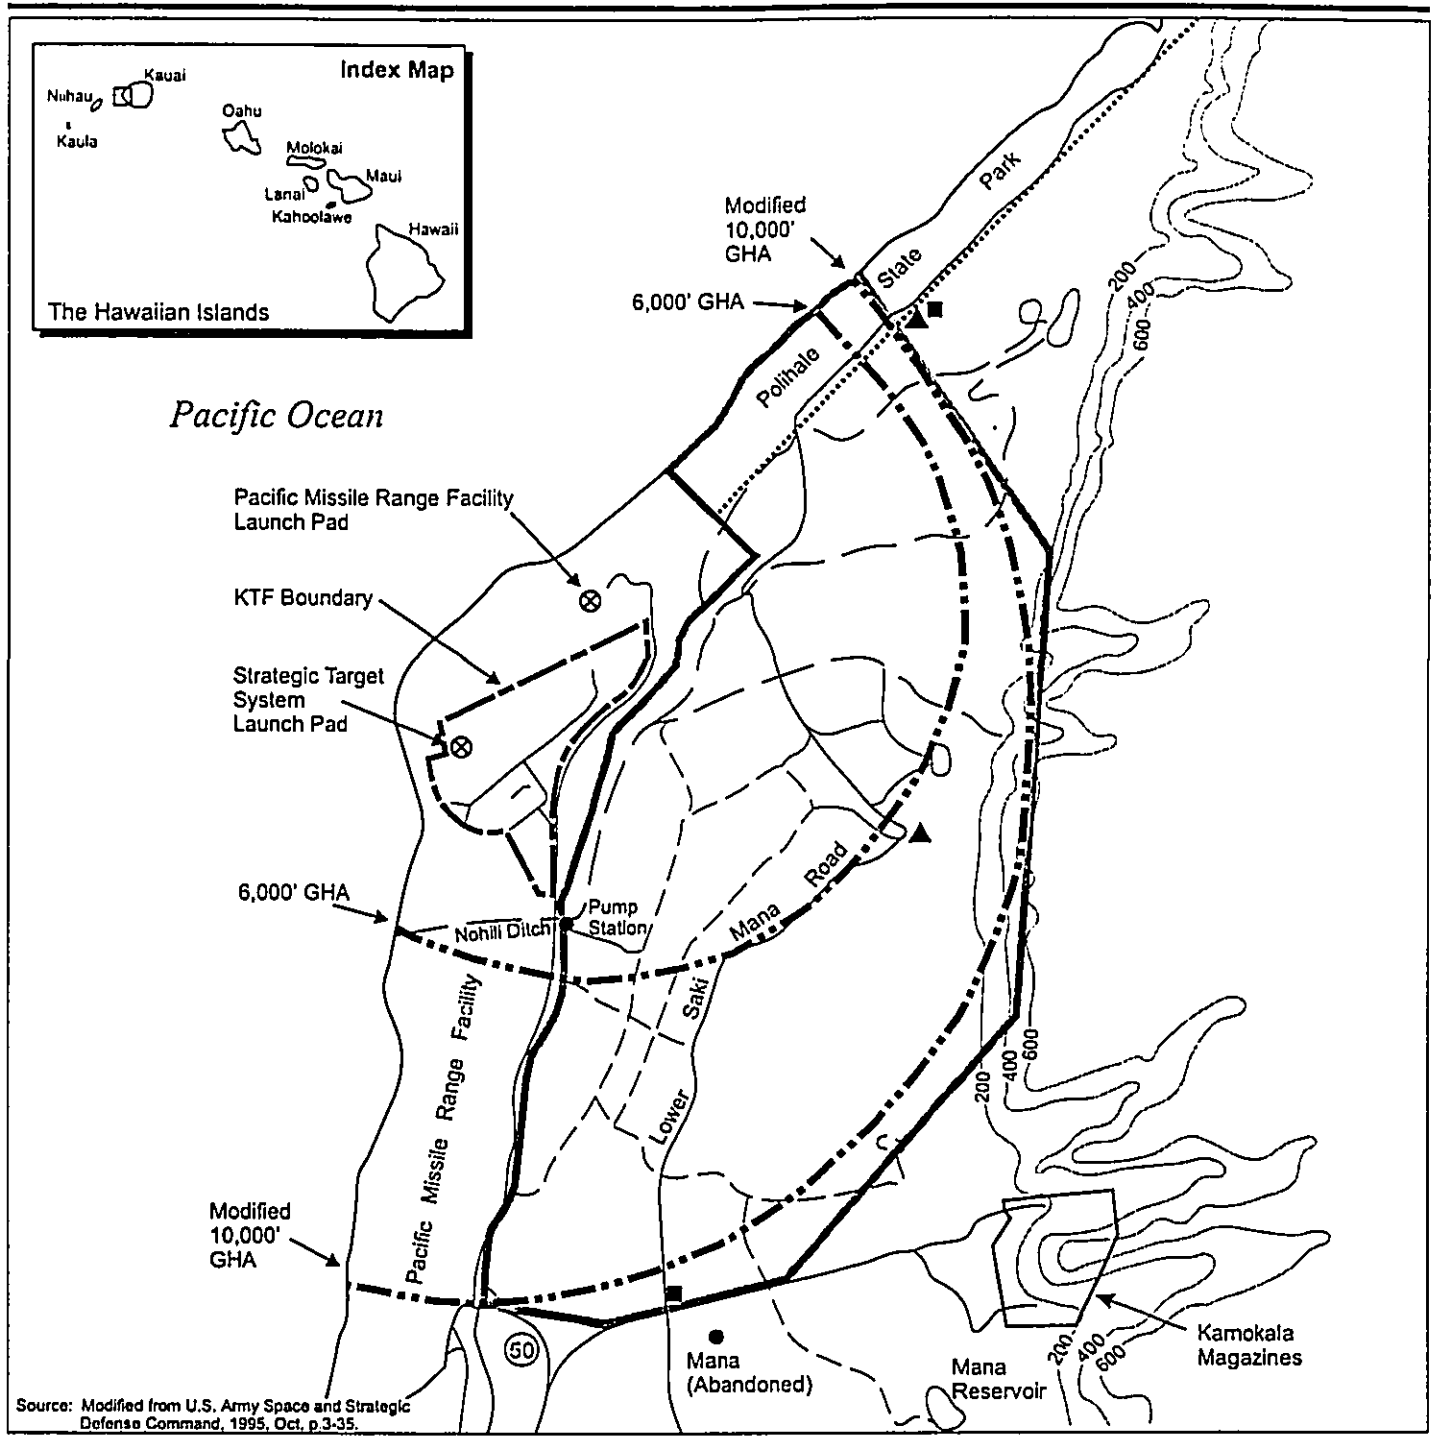 Index Map
Kauai
Niihau
Kaula
Oahu
Molokai
Lanai
Maui
Kahoolawe
Hawaii
The Hawaiian Islands
Modified
10,000'
GHA
6,000' GHA
Park
State
Polihale
200
400
600
Pacific Ocean
Pacific Missile Range Facility
Launch Pad
KTF Boundary
Strategic Target
System
Launch Pad
6,000' GHA
Nohili Ditch
Pump
Station
Mana Road
Lower Saki
Pacific Missile Range Facility
200
400
600
Modified
10,000'
GHA
50
Mana
(Abandoned)
Mana
Reservoir
200
400
600
Kamokala
Magazines
Source: Modified from U.S. Army Space and Strategic
Defense Command, 1995, Oct, p.3-35.